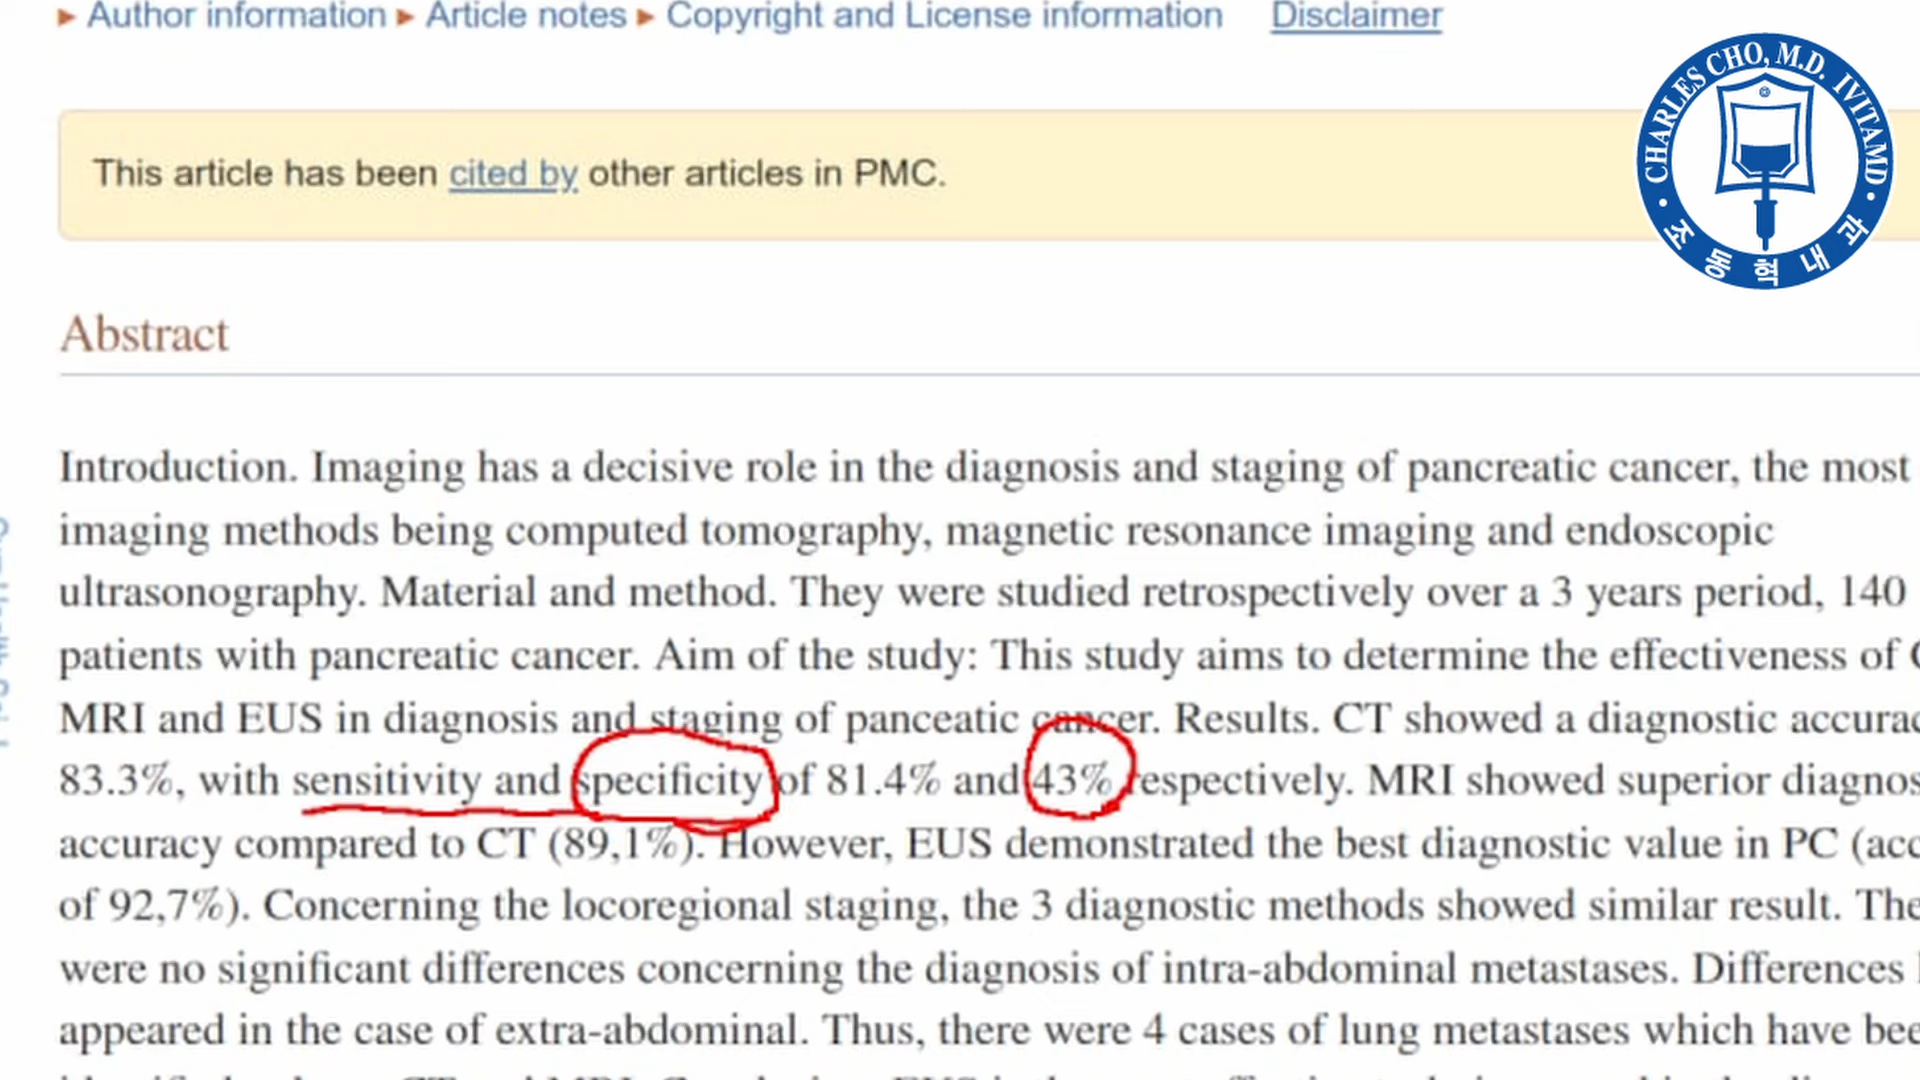 Author information ▸ Article notes ▸ Copyright and License information Disclaimer
CHARLES CHO, M.D. IVITAMD
조동혁내과
This article has been cited by other articles in PMC.
Abstract
Introduction. Imaging has a decisive role in the diagnosis and staging of pancreatic cancer, the most
imaging methods being computed tomography, magnetic resonance imaging and endoscopic
ultrasonography. Material and method. They were studied retrospectively over a 3 years period, 140
patients with pancreatic cancer. Aim of the study: This study aims to determine the effectiveness of
MRI and EUS in diagnosis and staging of panceatic cancer. Results. CT showed a diagnostic accurac
83.3%, with sensitivity and specificity of 81.4% and 43% respectively. MRI showed superior diagnos
accuracy compared to CT (89,1%). However, EUS demonstrated the best diagnostic value in PC (acc
of 92,7%). Concerning the locoregional staging, the 3 diagnostic methods showed similar result. The
were no significant differences concerning the diagnosis of intra-abdominal metastases. Differences
appeared in the case of extra-abdominal. Thus, there were 4 cases of lung metastases which have bee